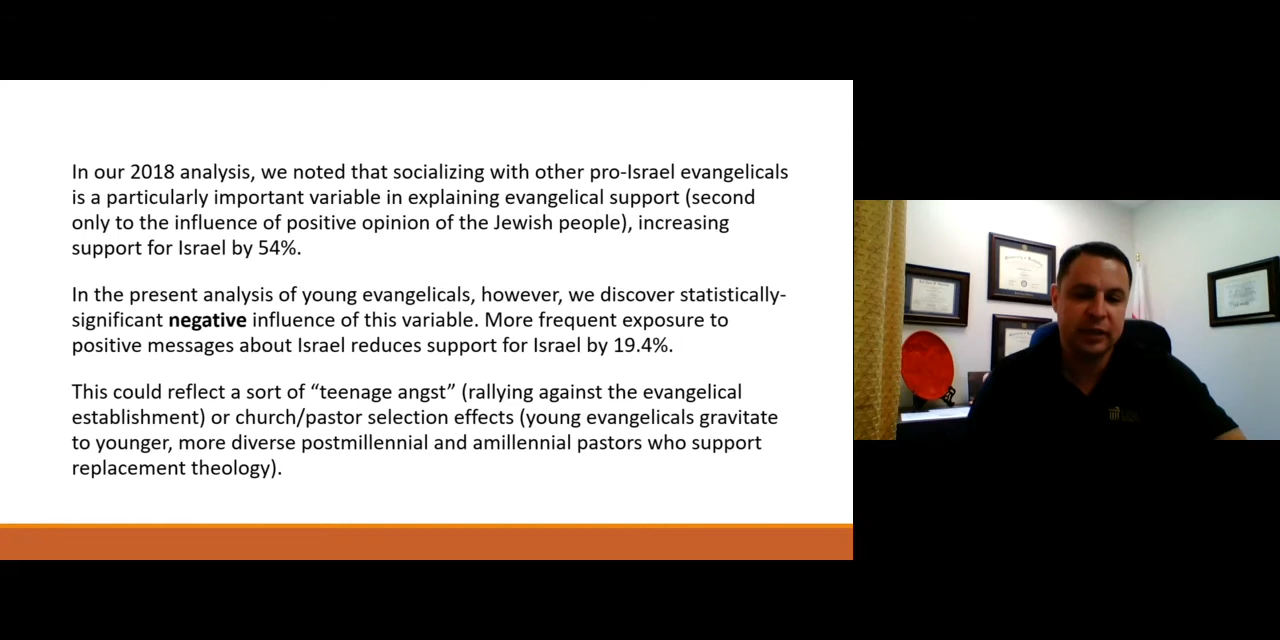 In our 2018 analysis, we noted that socializing with other pro-Israel evangelicals
is a particularly important variable in explaining evangelical support (second
only to the influence of positive opinion of the Jewish people), increasing
support for Israel by 54%.
In the present analysis of young evangelicals, however, we discover statistically-
significant negative influence of this variable. More frequent exposure to
positive messages about Israel reduces support for Israel by 19.4%.
This could reflect a sort of “teenage angst” (rallying against the evangelical
establishment) or church/pastor selection effects (young evangelicals gravitate
to younger, more diverse postmillennial and amillennial pastors who support
replacement theology).